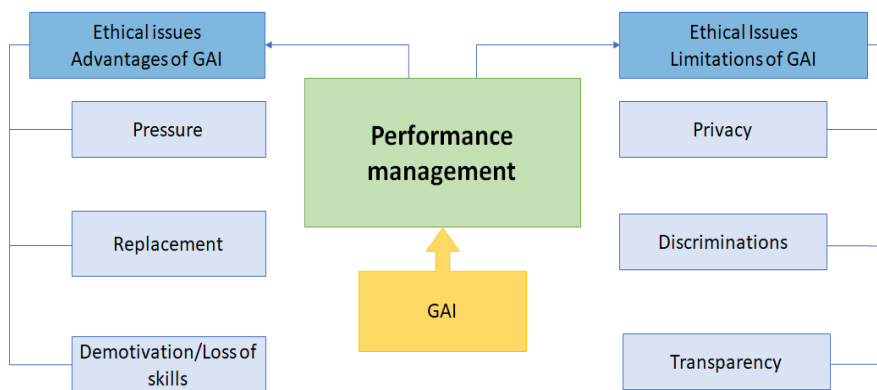 Ethical issues
Advantages of GAI
Pressure
Replacement
Demotivation/Loss of
skills
Performance
management
GAI
Ethical Issues
Limitations of GAI
Privacy
Discriminations
Transparency